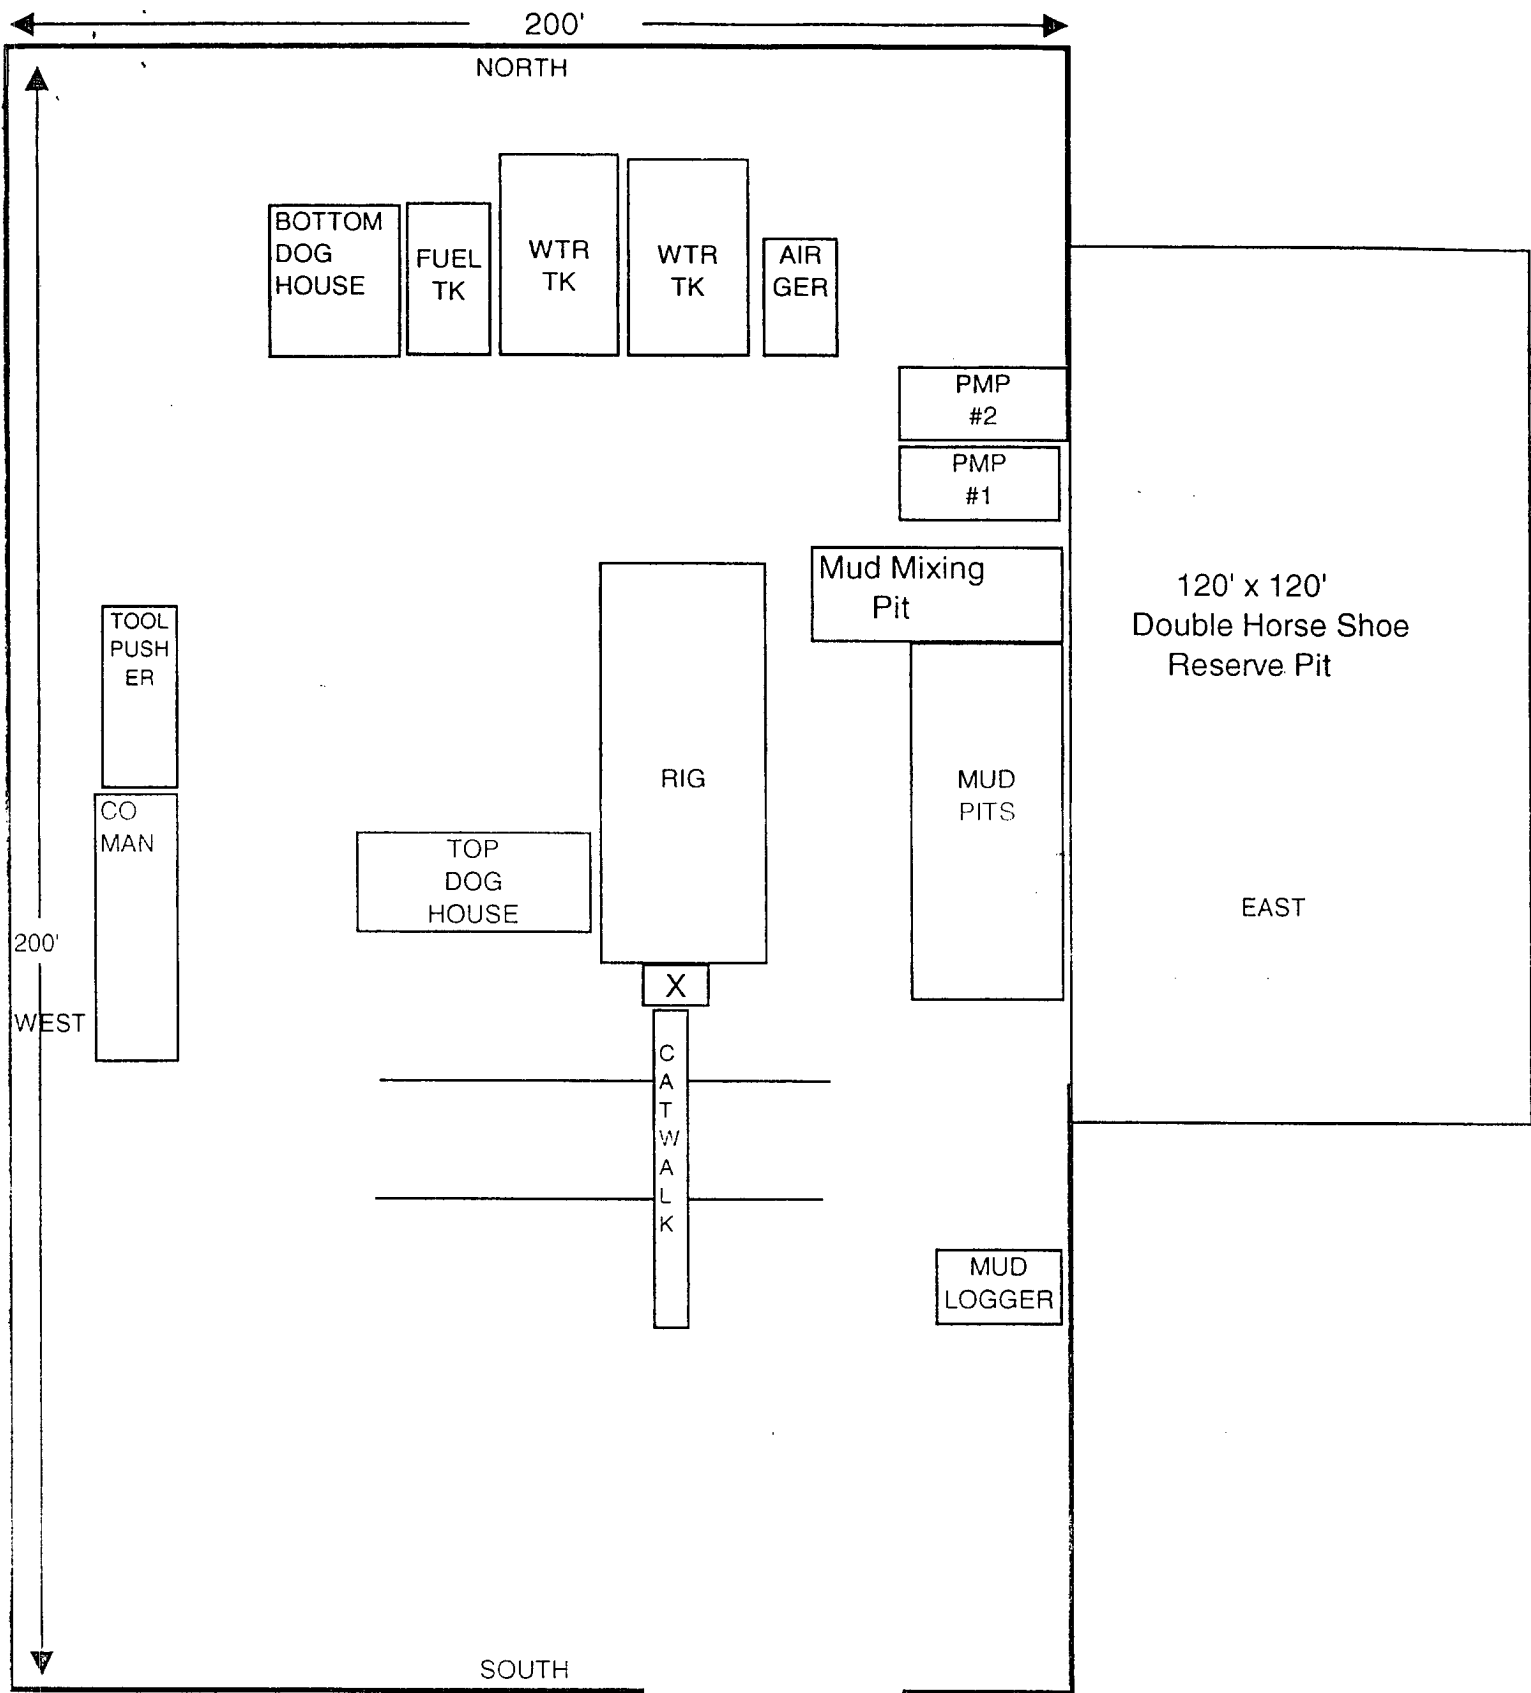 200'
NORTH
BOTTOM
DOG
HOUSE
FUEL
TK
WTR
TK
WTR
TK
AIR
GER
PMP
#2
PMP
#1
Mud Mixing
Pit
120' x 120'
Double Horse Shoe
Reserve Pit
TOOL
PUSH
ER
RIG
MUD
PITS
CO
MAN
TOP
DOG
HOUSE
EAST
200'
X
WEST
C
A
T
W
A
L
K
MUD
LOGGER
SOUTH